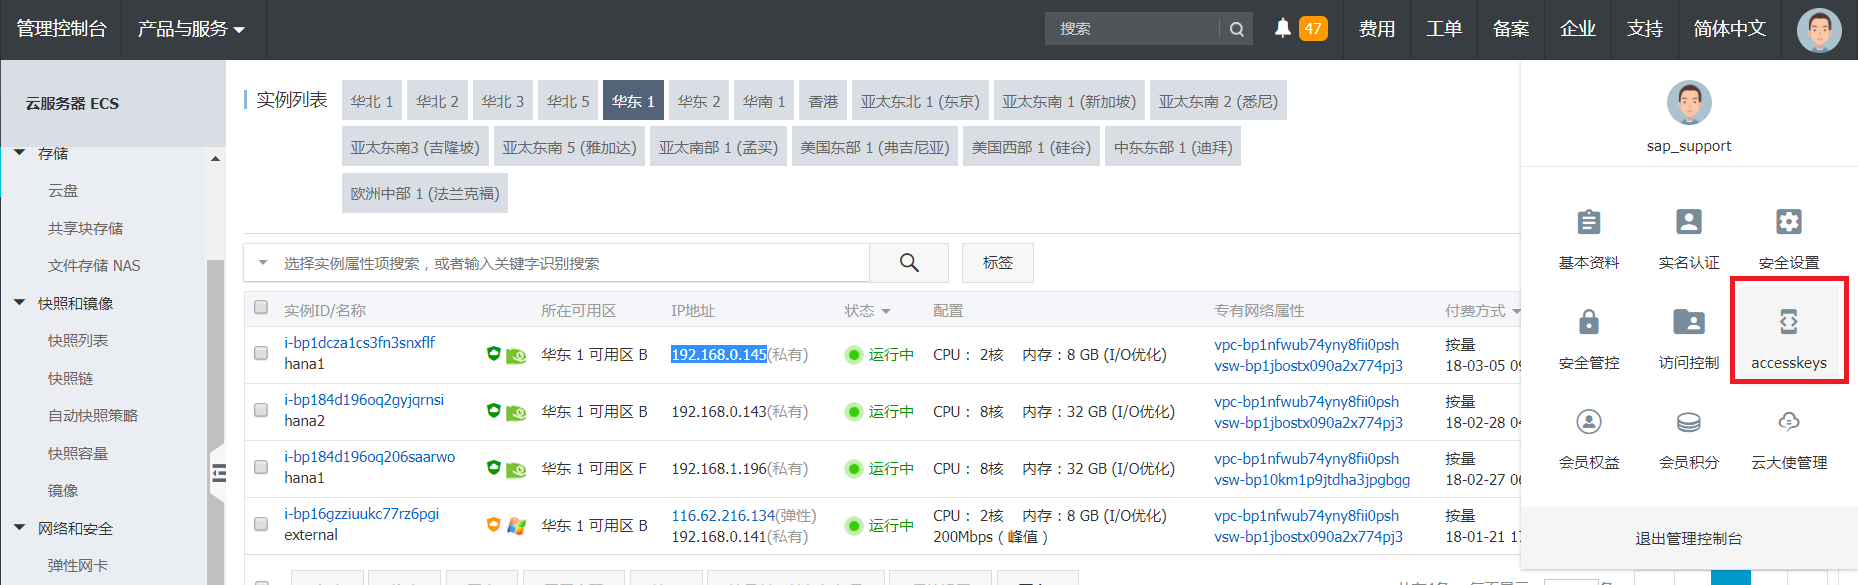 管理控制台 产品与服务 搜索 47 费用 工单 备案 企业 支持 简体中文
云服务器 ECS
存储
云盘
共享块存储
文件存储 NAS
快照和镜像
快照列表
快照链
自动快照策略
快照容量
镜像
网络和安全
弹性网卡
实例列表 华北 1 华北 2 华北 3 华北 5 华东 1 华东 2 华南 1 香港 亚太东北 1 (东京) 亚太东南 1 (新加坡) 亚太东南 2 (悉尼)
亚太东南3 (吉隆坡) 亚太东南 5 (雅加达) 亚太南部 1 (孟买) 美国东部 1 (弗吉尼亚) 美国西部 1 (硅谷) 中东东部 1 (迪拜)
欧洲中部 1 (法兰克福)
选择实例属性项搜索，或者输入关键字识别搜索 标签
实例ID/名称 所在可用区 IP地址 状态 配置 专有网络属性 付费方式
i-bp1dcza1cs3fn3snxflf
hana1
华东 1 可用区 B 192.168.0.145(私有) 运行中 CPU： 2核 内存：8 GB (I/O优化)
vpc-bp1nfwub74yny8fii0psh
vsw-bp1jbostx090a2x774pj3
按量
18-03-05
i-bp184d196oq2gyjqrnsi
hana2
华东 1 可用区 B 192.168.0.143(私有) 运行中 CPU： 8核 内存：32 GB (I/O优化)
vpc-bp1nfwub74yny8fii0psh
vsw-bp1jbostx090a2x774pj3
按量
18-02-28
i-bp184d196oq206saarwo
hana1
华东 1 可用区 F 192.168.1.196(私有) 运行中 CPU： 8核 内存：32 GB (I/O优化)
vpc-bp1nfwub74yny8fii0psh
vsw-bp10km1p9jtdha3jpgbgg
按量
18-02-27
i-bp16gzziuukc77rz6pgi
external
华东 1 可用区 B
116.62.216.134(弹性)
192.168.0.141(私有)
运行中
CPU： 2核 内存：8 GB (I/O优化)
200Mbps（峰值）
vpc-bp1nfwub74yny8fii0psh
vsw-bp1jbostx090a2x774pj3
按量
18-01-21
sap_support
基本资料 实名认证 安全设置
安全管控 访问控制 accesskeys
会员权益 会员积分 云大使管理
退出管理控制台